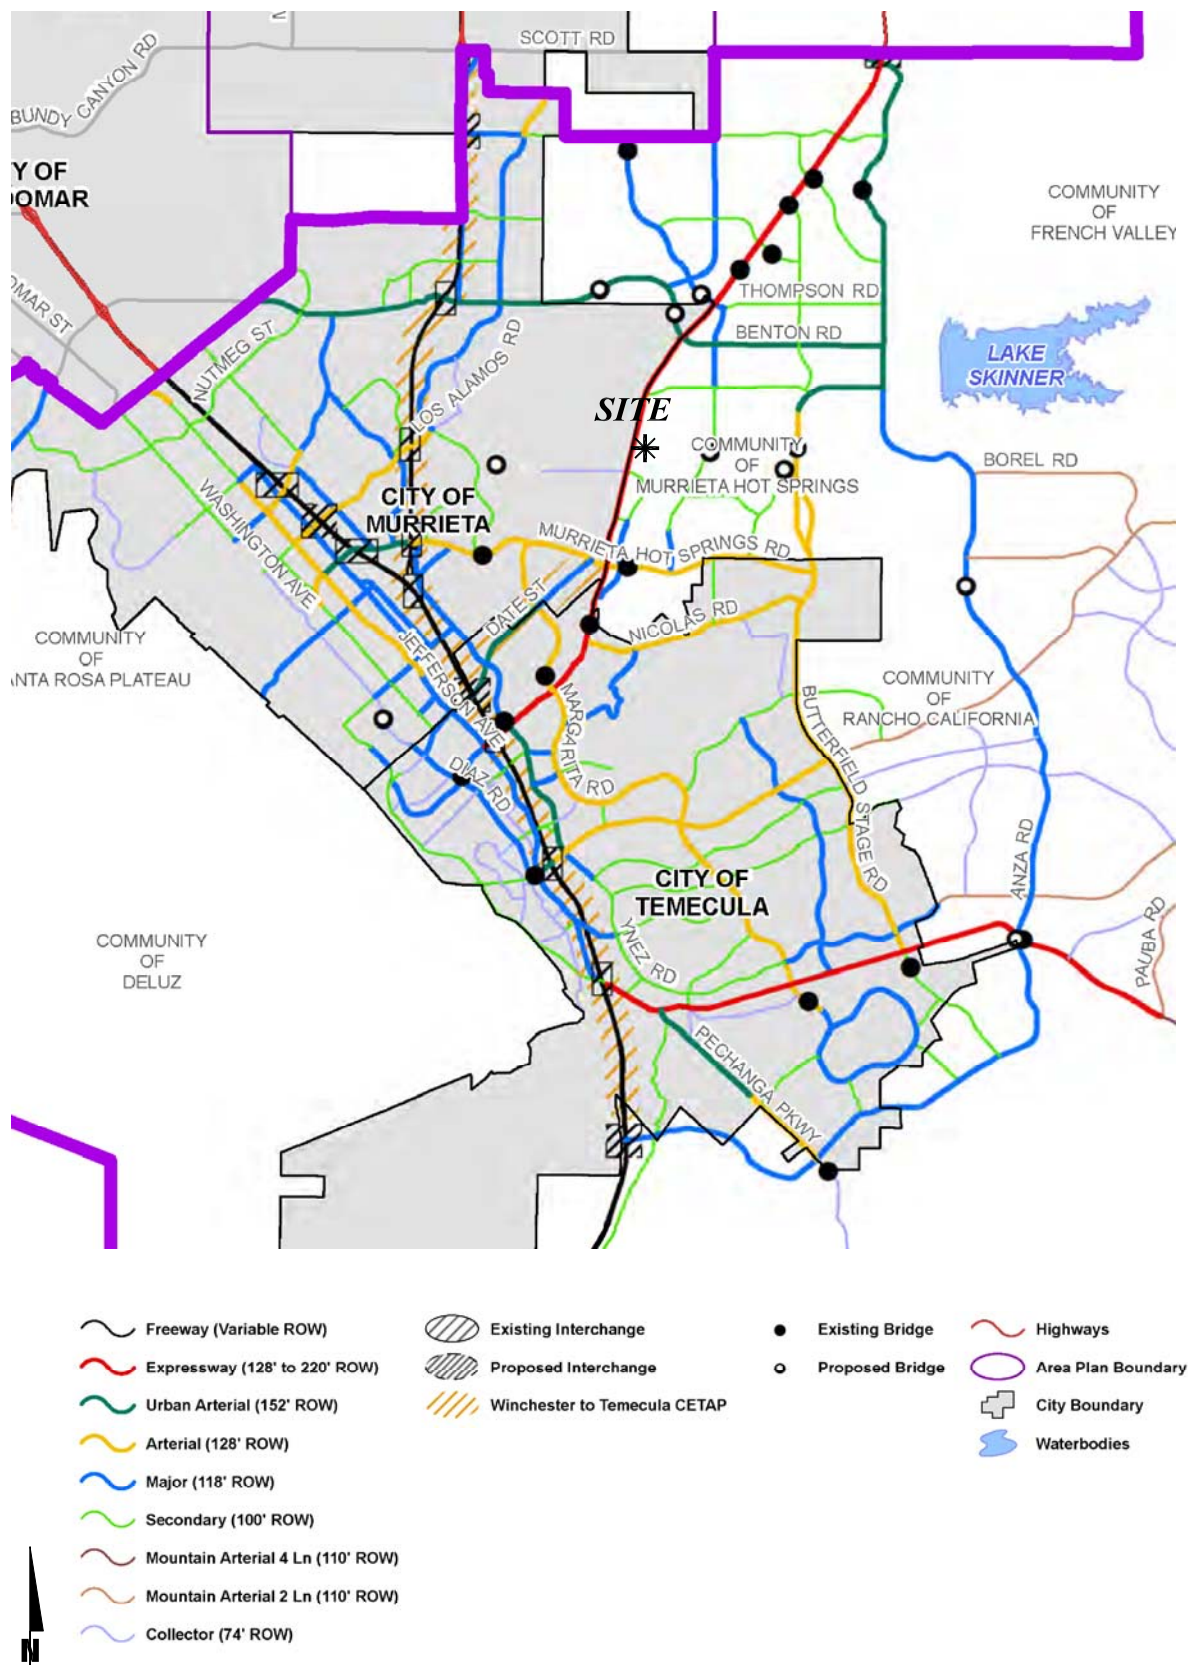 SCOTT RD
BUNDY CANYON RD
Y OF
DOMAR
COMMUNITY
OF
FRENCH VALLEY
OMAR ST
NUTMEG ST
THOMPSON RD
BENTON RD
LOS ALAMOS RD
LAKE
SKINNER
SITE
COMMUNITY
OF
MURRIETA HOT SPRINGS
BOREL RD
CITY OF
MURRIETA
WASHINGTON AVE
MURRIETA HOT SPRINGS RD
DATE ST
NICOLAS RD
COMMUNITY
OF
ANTA ROSA PLATEAU
JEFFERSON AVE
MARGARITA RD
COMMUNITY
OF
RANCHO CALIFORNIA
BUTTERFIELD STAGE RD
DIAZ RD
ANZA RD
CITY OF
TEMECULA
YNEZ RD
PAUBA RD
COMMUNITY
OF
DELUZ
PECHANGA PKWY
Freeway (Variable ROW)
Expressway (128' to 220' ROW)
Urban Arterial (152' ROW)
Arterial (128' ROW)
Major (118' ROW)
Secondary (100' ROW)
Mountain Arterial 4 Ln (110' ROW)
Mountain Arterial 2 Ln (110' ROW)
Collector (74' ROW)
Existing Interchange
Proposed Interchange
Winchester to Temecula CETAP
Existing Bridge
Proposed Bridge
Highways
Area Plan Boundary
City Boundary
Waterbodies
N